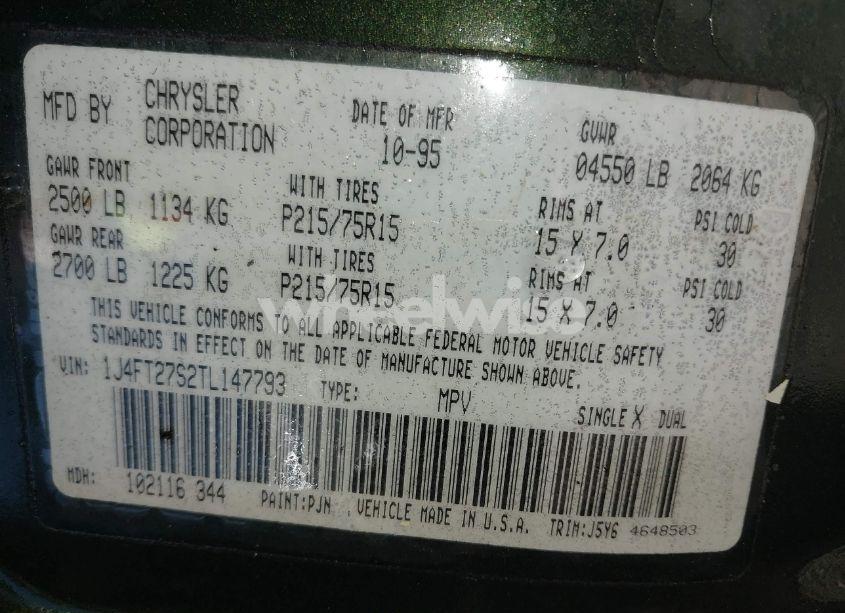 MFD BY CHRYSLER CORPORATION DATE OF MFR 10-95 GVWR 04550 LB 2064 KG
GAWR FRONT WITH TIRES RIMS AT PSI COLD
2500 LB 1134 KG P215/75R15 15 X 7.0 30
GAWR REAR WITH TIRES RIMS AT PSI COLD
2700 LB 1225 KG P215/75R15 15 X 7.0 30
THIS VEHICLE CONFORMS TO ALL APPLICABLE FEDERAL MOTOR VEHICLE SAFETY
STANDARDS IN EFFECT ON THE DATE OF MANUFACTURE SHOWN ABOVE.
VIN: 1J4FT27S2TL147793 TYPE: MPV SINGLE X DUAL
MDH: 102116 344 PAINT:PJN VEHICLE MADE IN U.S.A. TRIM:J5Y6 4648503
wheelwise